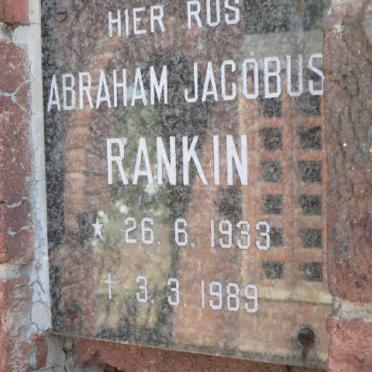 HIER RUS
ABRAHAM JACOBUS
RANKIN
* 26. 6. 1933
† 3. 3. 1989